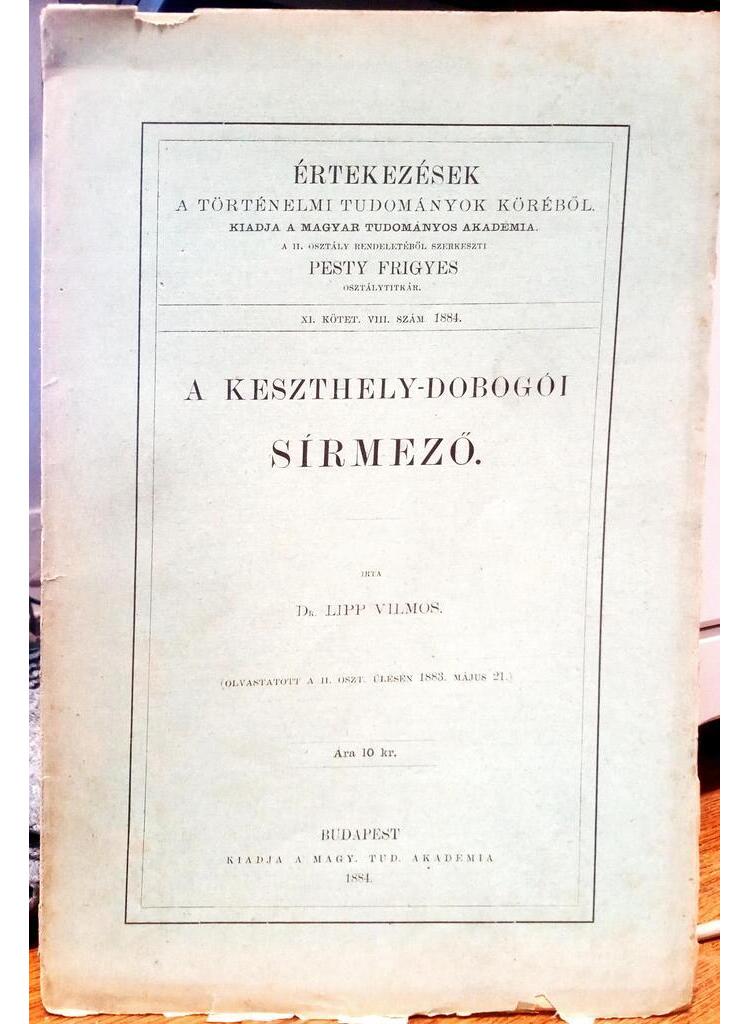 ÉRTEKEZÉSEK
A TÖRTÉNELMI TUDOMÁNYOK KÖRÉBŐL.
KIADJA A MAGYAR TUDOMÁNYOS AKADÉMIA.
A II. OSZTÁLY RENDELETÉBŐL SZERKESZTI
PESTY FRIGYES
OSZTÁLYTITKÁR.
XI. KÖTET. VIII. SZÁM 1884.
A KESZTHELY-DOBOGÓI
SÍRMEZŐ.
IRTA
DR. LIPP VILMOS.
(OLVASTATOTT A II. OSZT. ÜLESÉN 1883. MÁJUS 21.)
Ára 10 kr.
BUDAPEST
KIADJA A MAGY. TUD. AKADEMIA
1884.